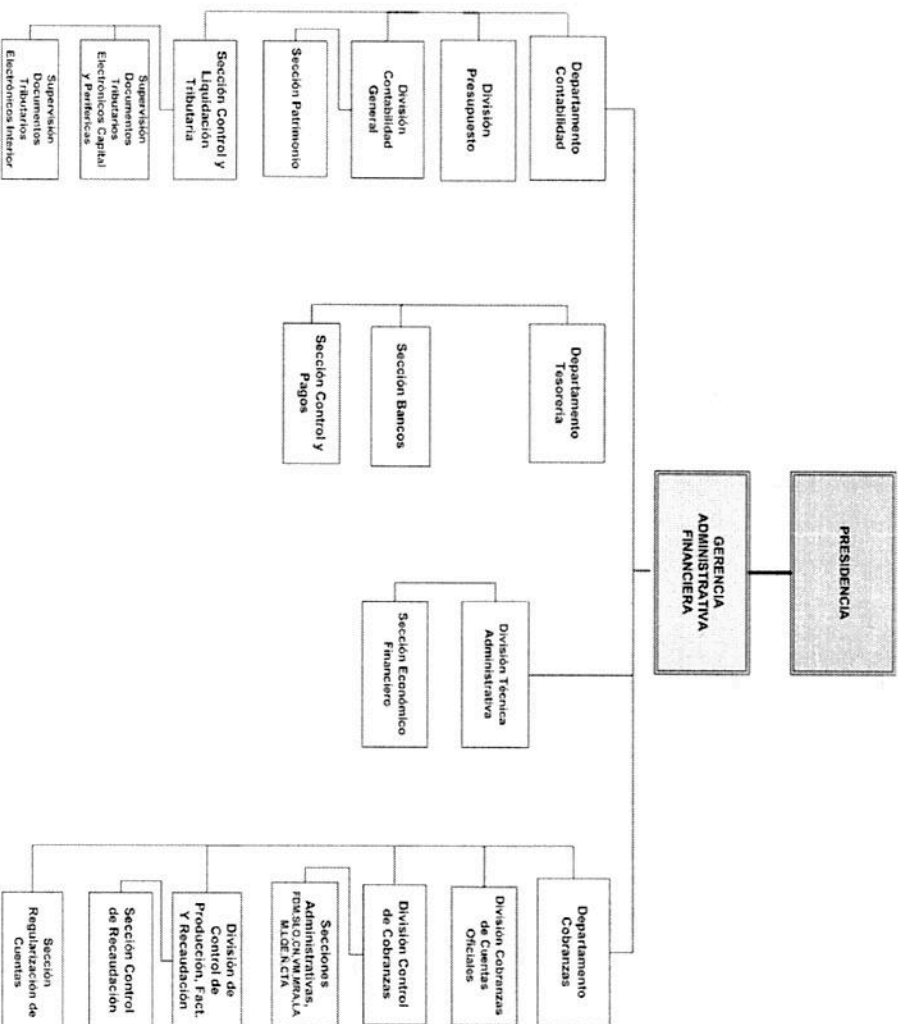 PRESIDENCIA
GERENCIA
ADMINISTRATIVA
FINANCIERA
Departamento
Contabilidad
División
Presupuesto
División
Contabilidad
General
Sección Patrimonio
Sección Control y
Liquidación
Tributaria
Supervisión
Documentos
Tributarios
Electrónicos Capital
y Perifericas
Supervisión
Documentos
Tributarios
Electrónicos Interior
Departamento
Tesorería
Sección Bancos
Sección Control y
Pagos
División Técnica
Administrativa
Sección Económico
Financiero
Departamento
Cobranzas
División Cobranzas
de Cuentas
Oficiales
División Control
de Cobranzas
Secciones
Administrativas,
División de
Control de
Producción, Fact.
Y Recaudación
Sección Control
de Recaudación
Sección
Regularización de
Cuentas